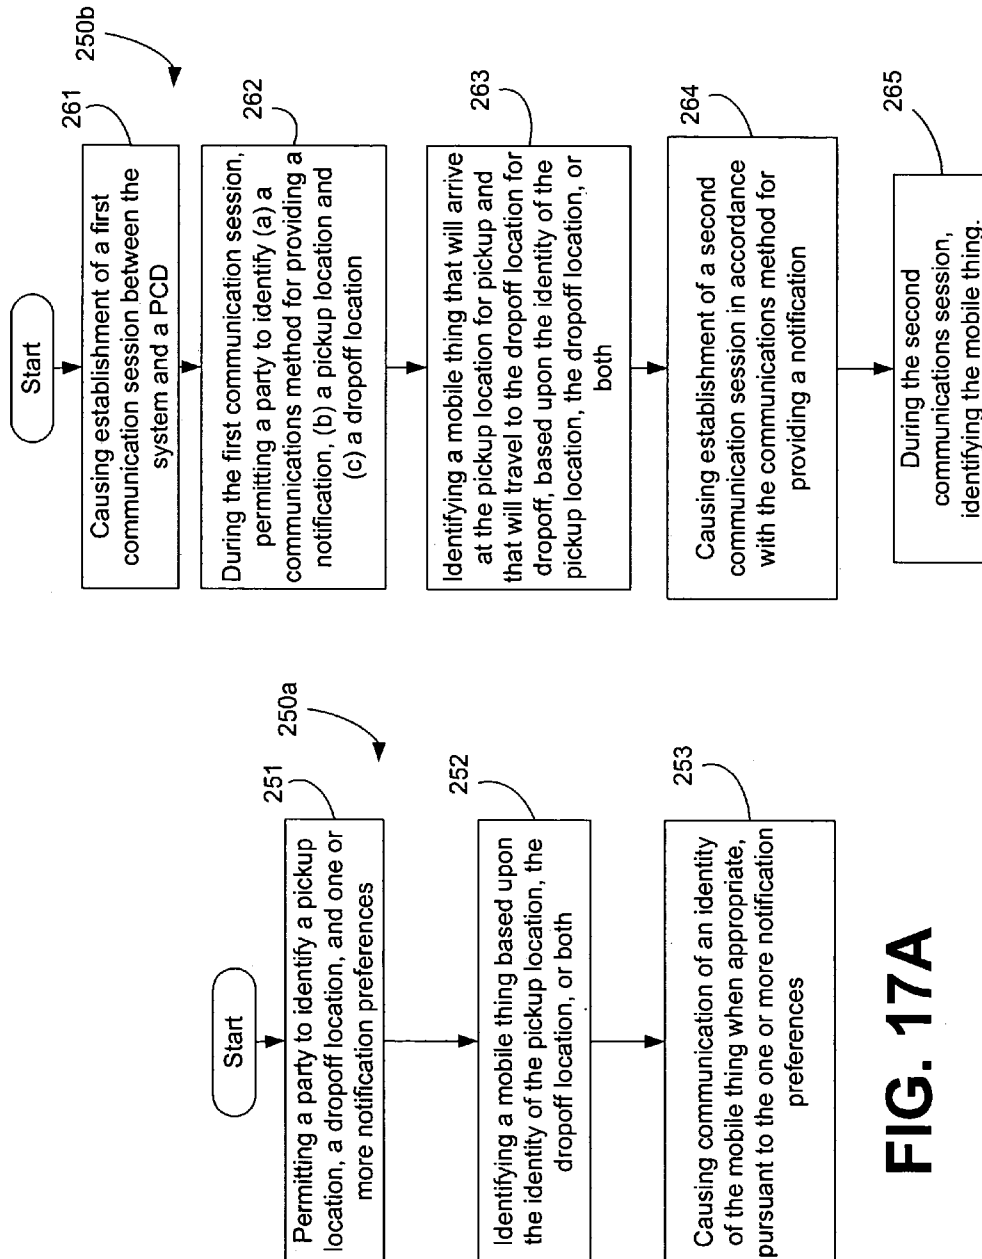 Start
250a
251
Permitting a party to identify a pickup
location, a dropoff location, and one or
more notification preferences
252
Identifying a mobile thing based upon
the identity of the pickup location, the
dropoff location, or both
253
Causing communication of an identity
of the mobile thing when appropriate,
pursuant to the one or more notification
preferences
FIG. 17A
Start
250b
261
Causing establishment of a first
communication session between the
system and a PCD
262
During the first communication session,
permitting a party to identify (a) a
communications method for providing a
notification, (b) a pickup location and
(c) a dropoff location
263
Identifying a mobile thing that will arrive
at the pickup location for pickup and
that will travel to the dropoff location for
dropoff, based upon the identity of the
pickup location, the dropoff location, or
both
264
Causing establishment of a second
communication session in accordance
with the communications method for
providing a notification
265
During the second
communications session,
identifying the mobile thing.